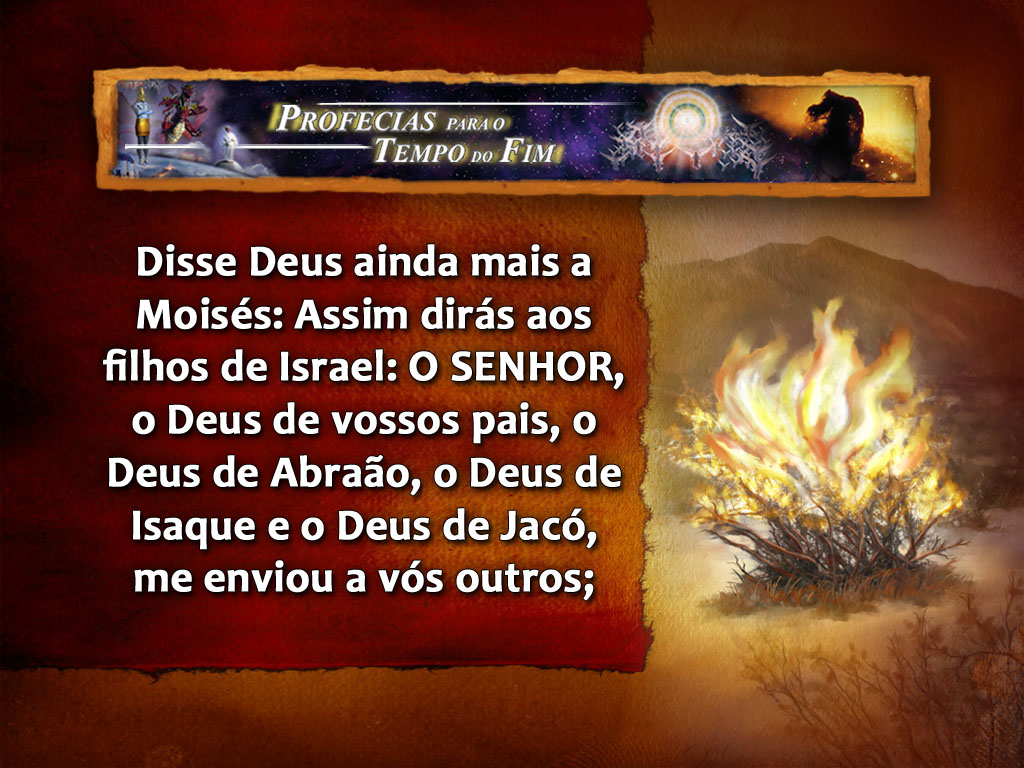 PROFECIAS PARA O
TEMPO DO FIM
Disse Deus ainda mais a
Moisés: Assim dirás aos
filhos de Israel: O SENHOR,
o Deus de vossos pais, o
Deus de Abraão, o Deus de
Isaque e o Deus de Jacó,
me enviou a vós outros;